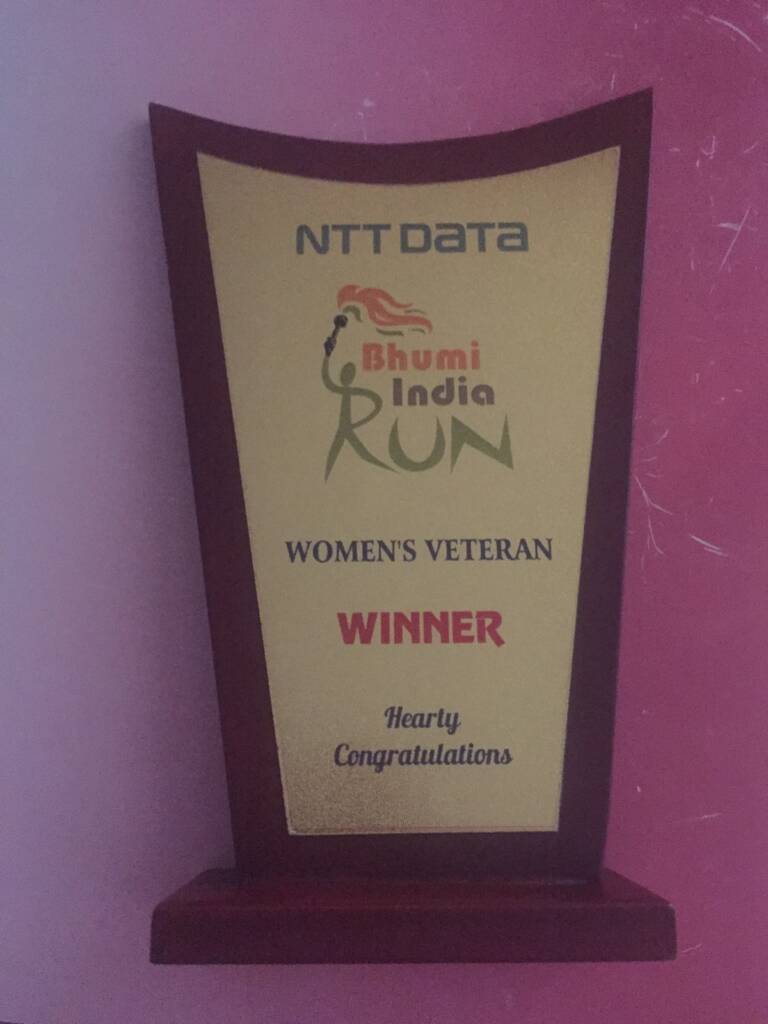 NTT DATA
Bhumi
India
RUN
WOMEN'S VETERAN
WINNER
Hearty
Congratulations